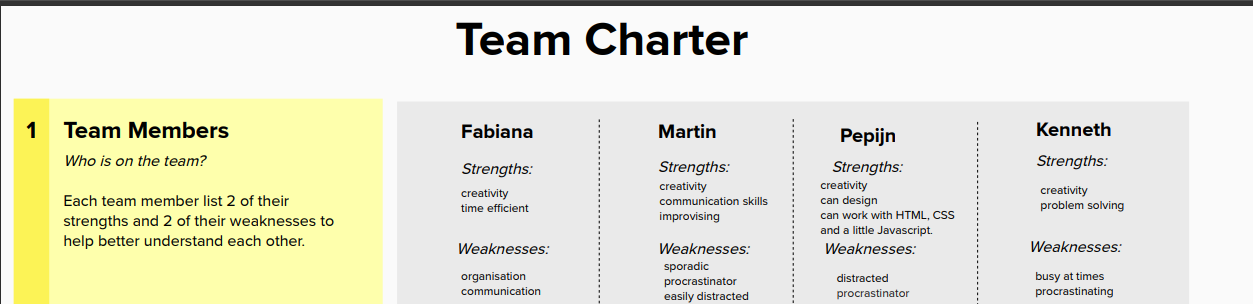 Team Charter
1
Team Members
Who is on the team?
Each team member list 2 of their
strengths and 2 of their weaknesses to
help better understand each other.
Fabiana
Strengths:
creativity
time efficient
Weaknesses:
organisation
communication
Martin
Strengths:
creativity
communication skills
improvising
Weaknesses:
sporadic
procrastinator
easily distracted
Pepijn
Strengths:
creativity
can design
can work with HTML, CSS
and a little Javascript.
Weaknesses:
distracted
procrastinator
Kenneth
Strengths:
creativity
problem solving
Weaknesses:
busy at times
procrastinating